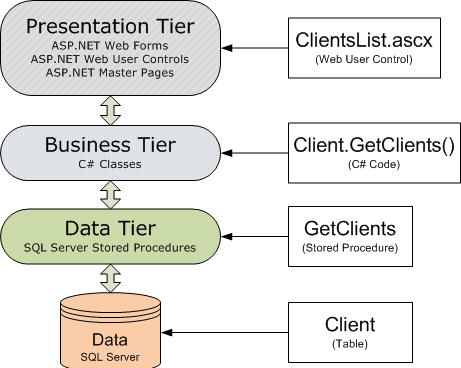 Presentation Tier
ASP.NET Web Forms
ASP.NET Web User Controls
ASP.NET Master Pages
ClientsList.ascx
(Web User Control)
Business Tier
C# Classes
Client.GetClients()
(C# Code)
Data Tier
SQL Server Stored Procedures
GetClients
(Stored Procedure)
Data
SQL Server
Client
(Table)